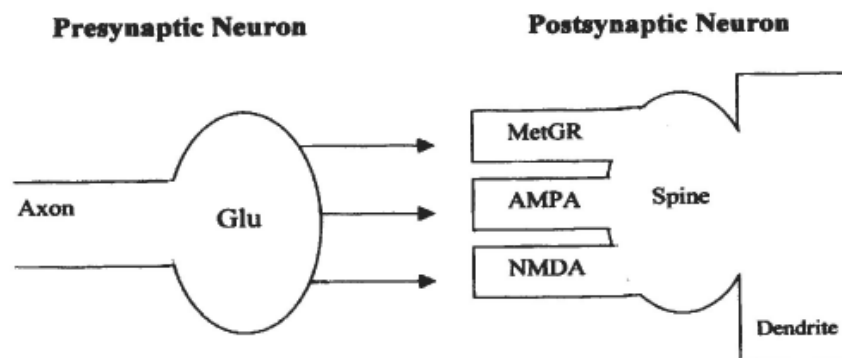 Presynaptic Neuron
Postsynaptic Neuron
MetGR
Axon
Glu
AMPA
Spine
NMDA
Dendrite